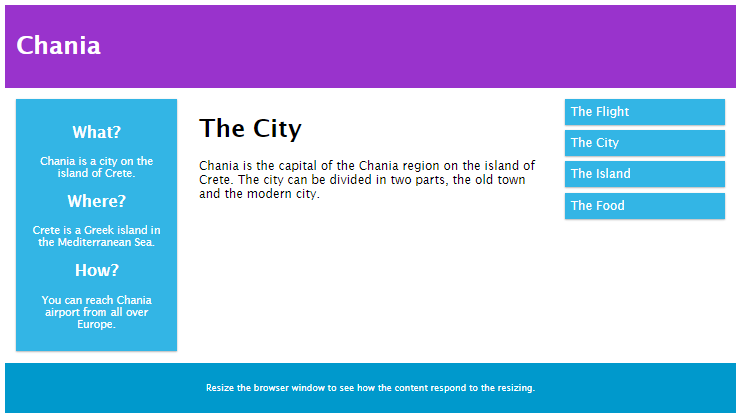 Chania
What?
Chania is a city on the
island of Crete.
Where?
Crete is a Greek island in
the Mediterranean Sea.
How?
You can reach Chania
airport from all over
Europe.
The City
Chania is the capital of the Chania region on the island of
Crete. The city can be divided in two parts, the old town
and the modern city.
The Flight
The City
The Island
The Food
Resize the browser window to see how the content respond to the resizing.